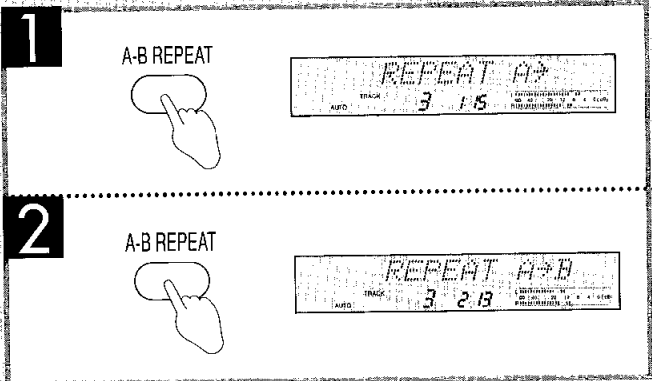 1
A-B REPEAT
REPEAT A→
AUTO TRACK 3 1:15
2
A-B REPEAT
REPEAT A→B
AUTO TRACK 3 2:13